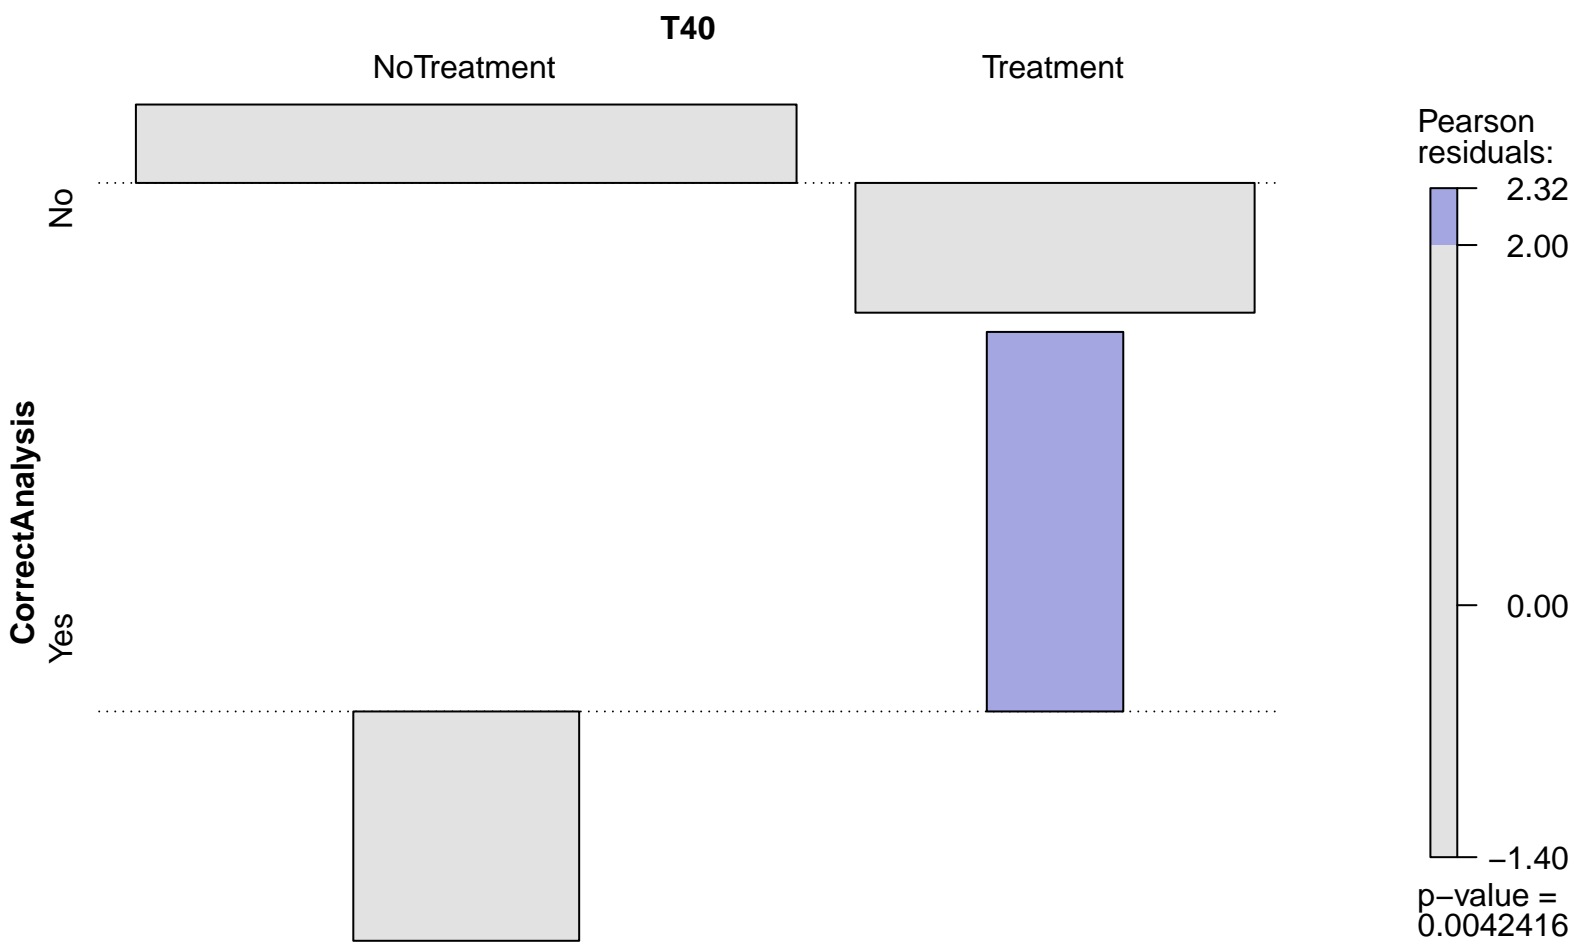 T40
NoTreatment Treatment
CorrectAnalysis
No
Yes
Pearson
residuals:
2.32
2.00
0.00
−1.40
p−value =
0.0042416